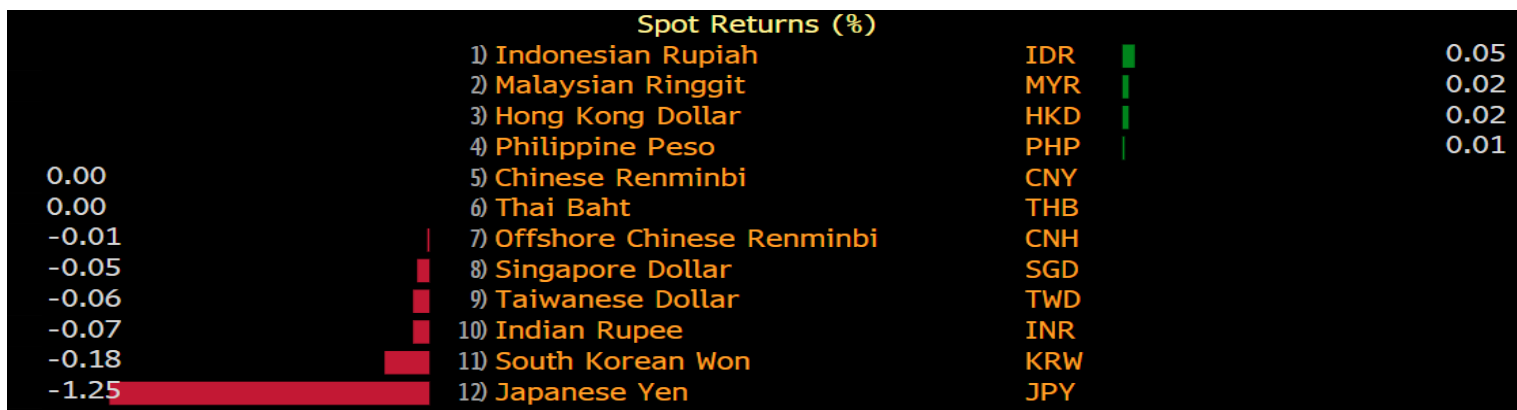 Spot Returns (%)
1) Indonesian Rupiah IDR 0.05
2) Malaysian Ringgit MYR 0.02
3) Hong Kong Dollar HKD 0.02
4) Philippine Peso PHP 0.01
0.00 5) Chinese Renminbi CNY
0.00 6) Thai Baht THB
-0.01 7) Offshore Chinese Renminbi CNH
-0.05 8) Singapore Dollar SGD
-0.06 9) Taiwanese Dollar TWD
-0.07 10) Indian Rupee INR
-0.18 11) South Korean Won KRW
-1.25 12) Japanese Yen JPY